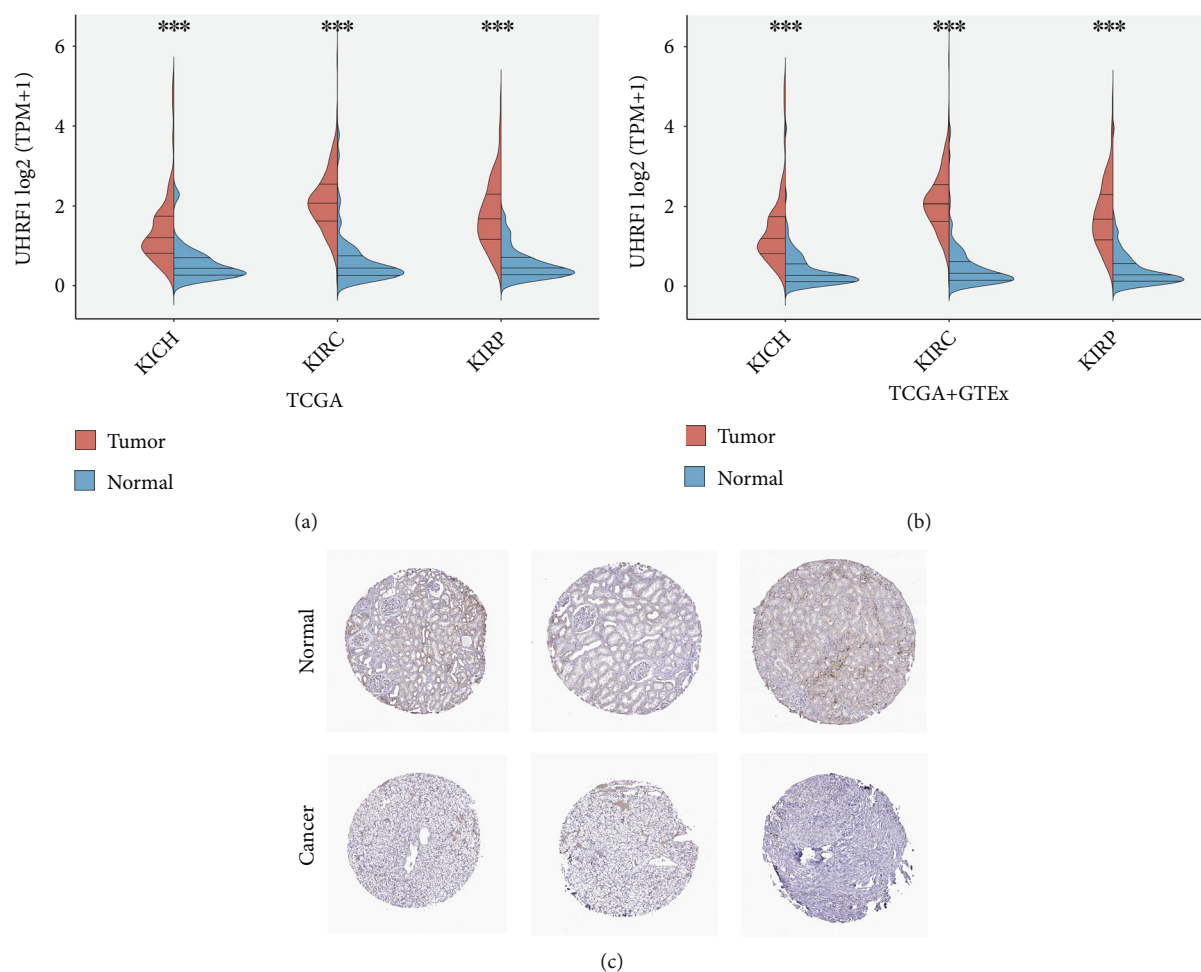 ***
***
***
6
4
2
0
UHRF1 log2 (TPM+1)
KICH
KIRC
KIRP
TCGA
Tumor
Normal
(a)
***
***
***
6
4
2
0
UHRF1 log2 (TPM+1)
KICH
KIRC
KIRP
TCGA+GTEx
Tumor
Normal
(b)
Normal
Cancer
(c)